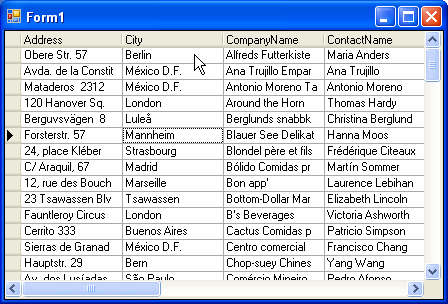 Form1
Address City CompanyName ContactName
Obere Str. 57 Berlin Alfreds Futterkiste Maria Anders
Avda. de la Constit México D.F. Ana Trujillo Empar Ana Trujillo
Mataderos 2312 México D.F. Antonio Moreno Ta Antonio Moreno
120 Hanover Sq. London Around the Horn Thomas Hardy
Berguvsvägen 8 Luleå Berglunds snabbk Christina Berglund
Forsterstr. 57 Mannheim Blauer See Delikat Hanna Moos
24, place Kléber Strasbourg Blondel père et fils Frédérique Citeaux
C/ Araquil, 67 Madrid Bólido Comidas pr Martín Sommer
12, rue des Bouch Marseille Bon app' Laurence Lebihan
23 Tsawassen Blv Tsawassen Bottom-Dollar Mar Elizabeth Lincoln
Fauntleroy Circus London B's Beverages Victoria Ashworth
Cerrito 333 Buenos Aires Cactus Comidas p Patricio Simpson
Sierras de Granad México D.F. Centro comercial Francisco Chang
Hauptstr. 29 Bern Chop-suey Chines Yang Wang
Av. dos Lusíadas São Paulo Comércio Mineiro Pedro Afonso